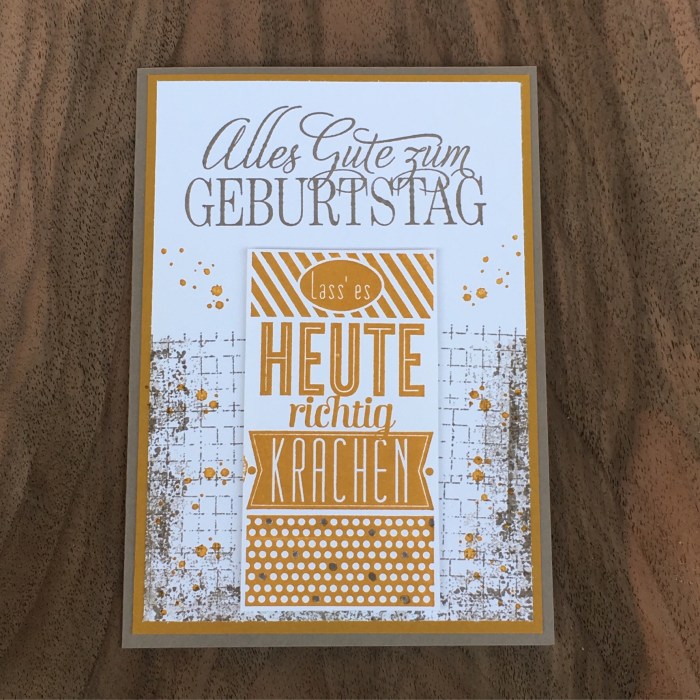 Alles Gute zum
GEBURTSTAG
Lass' es
HEUTE
richtig
KRACHEN